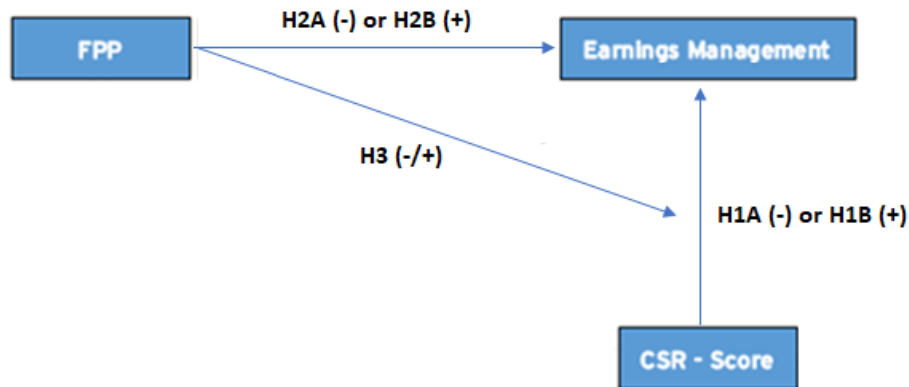 H2A (-) or H2B (+)
FPP
Earnings Management
H3 (-/+)
H1A (-) or H1B (+)
CSR - Score